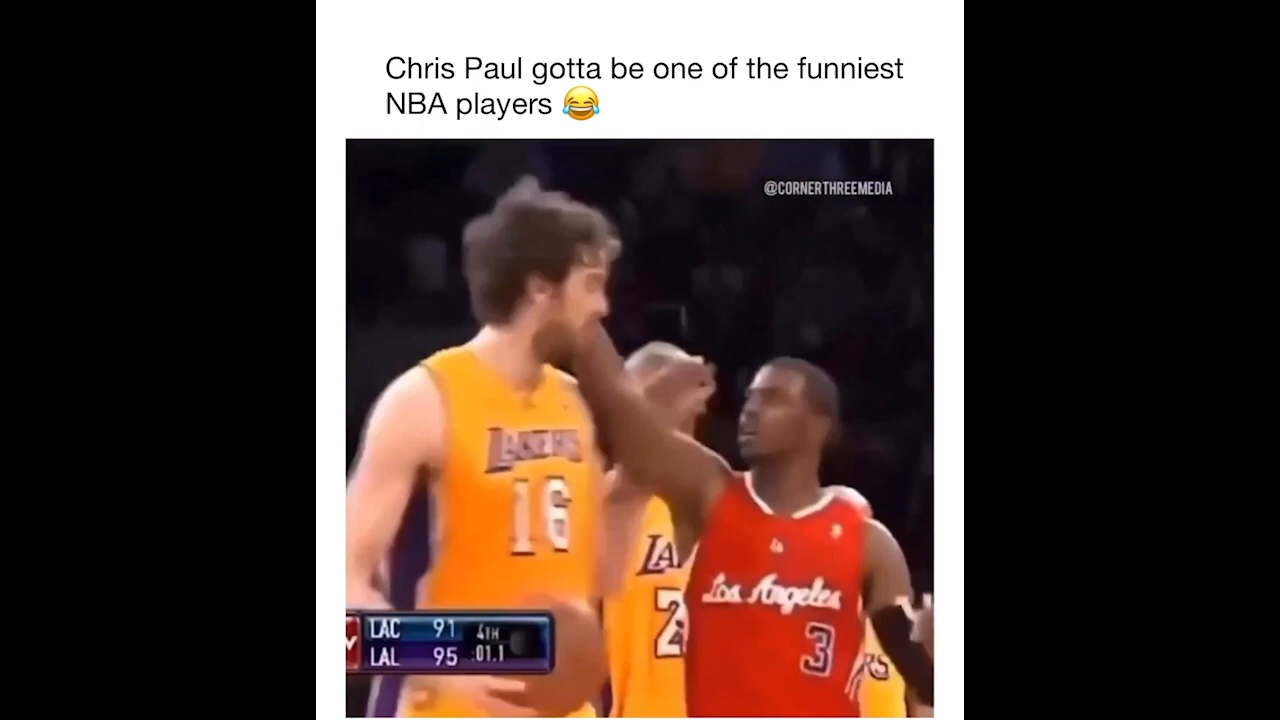 Chris Paul gotta be one of the funniest
NBA players 😂
@CORNERTHREEMEDIA
LAKERS
16
LA
2
Los Angeles
3
RS
LAC 91 4TH
LAL 95 :01.1